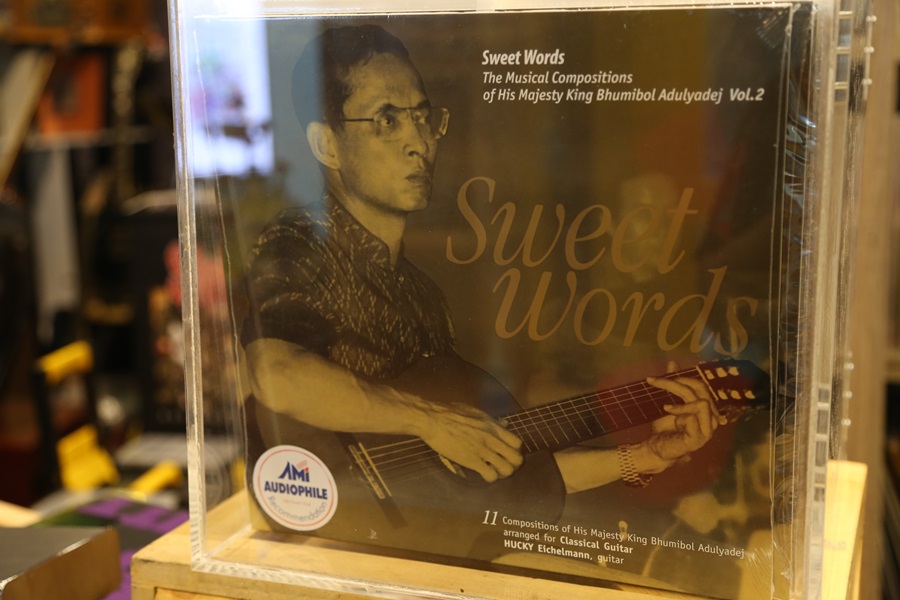 Sweet Words
The Musical Compositions
of His Majesty King Bhumibol Adulyadej Vol.2
Sweet
Words
AMi
AUDIOPHILE
Recommendation
11 Compositions of His Majesty King Bhumibol Adulyadej
arranged for Classical Guitar
HUCKY Eichelmann, guitar